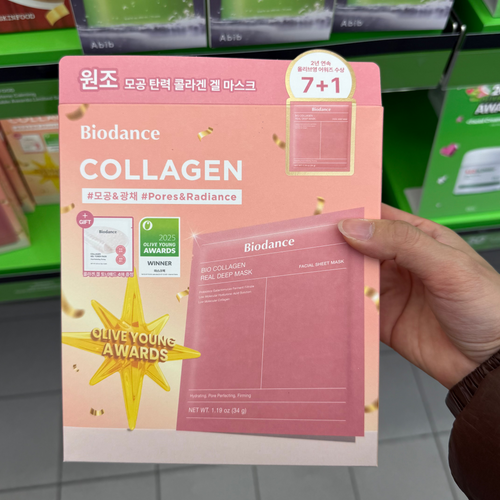 Abib
Abib
원조 모공 탄력 콜라겐 겔 마스크
2년 연속
올리브영 어워즈 수상
7+1
Biodance
Biodance
COLLAGEN
#모공&광채 #Pores&Radiance
+
GIFT
Biodance
2025
OLIVE YOUNG
AWARDS
WINNER
OLIVE YOUNG
AWARDS
Biodance
BIO COLLAGEN
REAL DEEP MASK
FACIAL SHEET MASK
Hydrating, Pore Perfecting, Firming
NET WT. 1.19 oz (34 g)